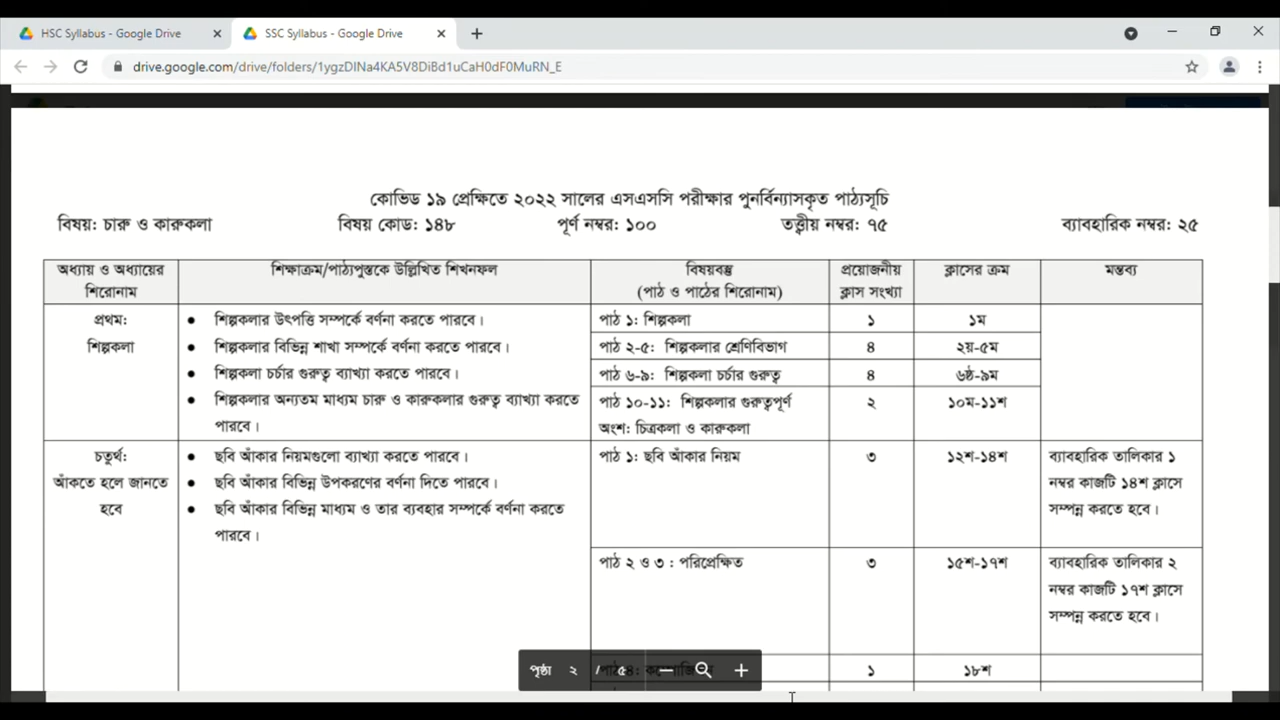 HSC Syllabus - Google Drive
SSC Syllabus - Google Drive
drive.google.com/drive/folders/1ygzDINa4KA5V8DiBd1uCaH0dF0MuRN_E
কোভিড ১৯ প্রেক্ষিতে ২০২২ সালের এসএসসি পরীক্ষার পুনর্বিন্যাসকৃত পাঠ্যসূচি
বিষয়: চারু ও কারুকলা বিষয় কোড: ১৪৮ পূর্ণ নম্বর: ১০০ তত্ত্বীয় নম্বর: ৭৫ ব্যাবহারিক নম্বর: ২৫
অধ্যায় ও অধ্যায়ের শিক্ষাক্রম/পাঠ্যপুস্তকে উল্লিখিত শিখনফল বিষয়বস্তু প্রয়োজনীয় ক্লাসের ক্রম মন্তব্য
শিরোনাম (পাঠ ও পাঠের শিরোনাম) ক্লাস সংখ্যা
প্রথম: • শিল্পকলার উৎপত্তি সম্পর্কে বর্ণনা করতে পারবে। পাঠ ১: শিল্পকলা ১ ১ম
শিল্পকলা • শিল্পকলার বিভিন্ন শাখা সম্পর্কে বর্ণনা করতে পারবে। পাঠ ২-৫: শিল্পকলার শ্রেণিবিভাগ ৪ ২য়-৫ম
• শিল্পকলা চর্চার গুরুত্ব ব্যাখ্যা করতে পারবে। পাঠ ৬-৯: শিল্পকলা চর্চার গুরুত্ব ৪ ৬ষ্ঠ-৯ম
• শিল্পকলার অন্যতম মাধ্যম চারু ও কারুকলার গুরুত্ব ব্যাখ্যা করতে পাঠ ১০-১১: শিল্পকলার গুরুত্বপূর্ণ ২ ১০ম-১১শ
পারবে। অংশ: চিত্রকলা ও কারুকলা
চতুর্থ: • ছবি আঁকার নিয়মগুলো ব্যাখ্যা করতে পারবে। পাঠ ১: ছবি আঁকার নিয়ম ৩ ১২শ-১৪শ ব্যাবহারিক তালিকার ১
আঁকতে হলে জানতে • ছবি আঁকার বিভিন্ন উপকরণের বর্ণনা দিতে পারবে। নম্বর কাজটি ১৪শ ক্লাসে
হবে • ছবি আঁকার বিভিন্ন মাধ্যম ও তার ব্যবহার সম্পর্কে বর্ণনা করতে সম্পন্ন করতে হবে।
পারবে।
পাঠ ২ ও ৩ : পরিপ্রেক্ষিত ৩ ১৫শ-১৭শ ব্যাবহারিক তালিকার ২
নম্বর কাজটি ১৭শ ক্লাসে
সম্পন্ন করতে হবে।
১ ১৮শ
পৃষ্ঠা ২ / ৫